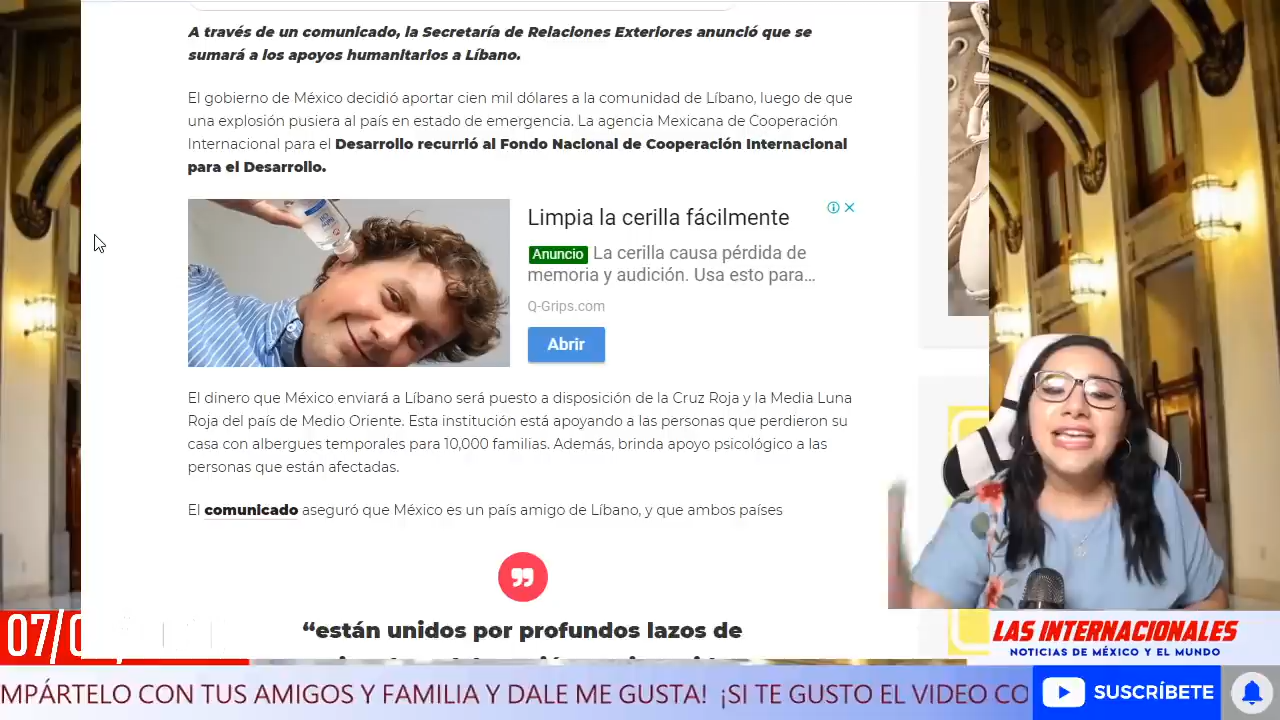 A través de un comunicado, la Secretaría de Relaciones Exteriores anunció que se
sumará a los apoyos humanitarios a Líbano.
El gobierno de México decidió aportar cien mil dólares a la comunidad de Líbano, luego de que
una explosión pusiera al país en estado de emergencia. La agencia Mexicana de Cooperación
Internacional para el Desarrollo recurrió al Fondo Nacional de Cooperación Internacional
para el Desarrollo.
Limpia la cerilla fácilmente
Anuncio La cerilla causa pérdida de
memoria y audición. Usa esto para...
Q-Grips.com
Abrir
El dinero que México envió a Líbano será puesto a disposición de la Cruz Roja y la Media Luna
Roja del país de Medio Oriente. Esta institución está apoyando a las personas que perdieron su
casa con albergues temporales para 10,000 familias. Además, brinda apoyo psicológico a las
personas que están afectadas.
El comunicado aseguró que México es un país amigo de Líbano, y que ambos países
“están unidos por profundos lazos de
07/0
LAS INTERNACIONALES
NOTICIAS DE MÉXICO Y EL MUNDO
MPÁRTELO CON TUS AMIGOS Y FAMILIA Y DALE ME GUSTA! ¡SI TE GUSTO EL VIDEO CO
SUSCRÍBETE